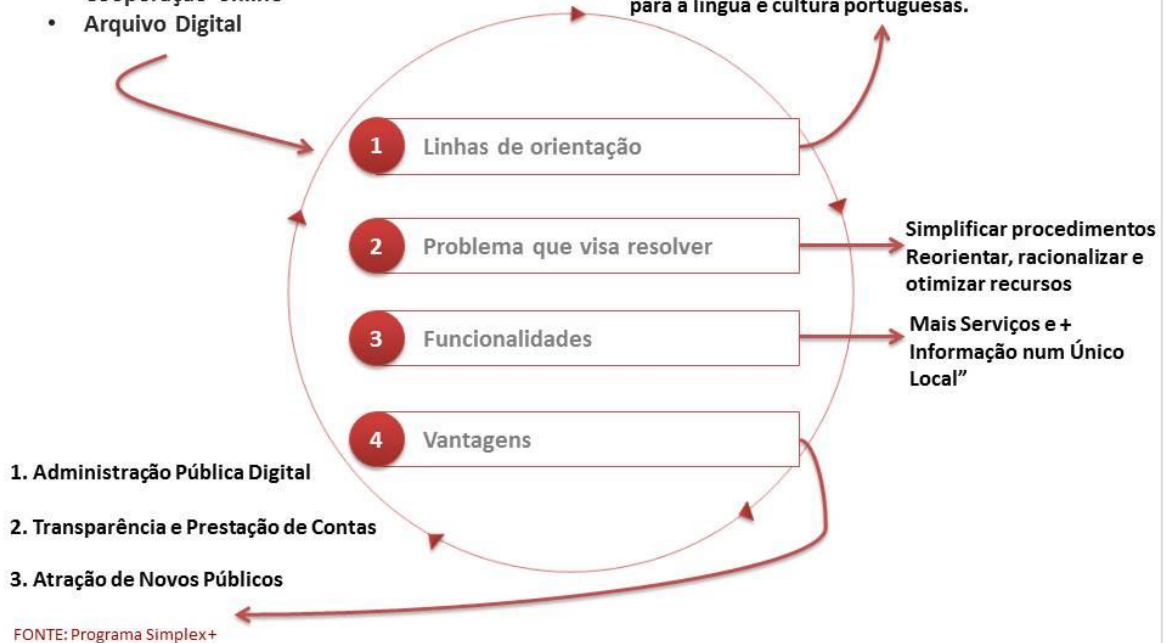 • Arquivo Digital
para a língua e cultura portuguesas.
1 Linhas de orientação
2 Problema que visa resolver
Simplificar procedimentos
Reorientar, racionalizar e
otimizar recursos
3 Funcionalidades
Mais Serviços e +
Informação num Único
Local”
4 Vantagens
1. Administração Pública Digital
2. Transparência e Prestação de Contas
3. Atração de Novos Públicos
FONTE: Programa Simplex+